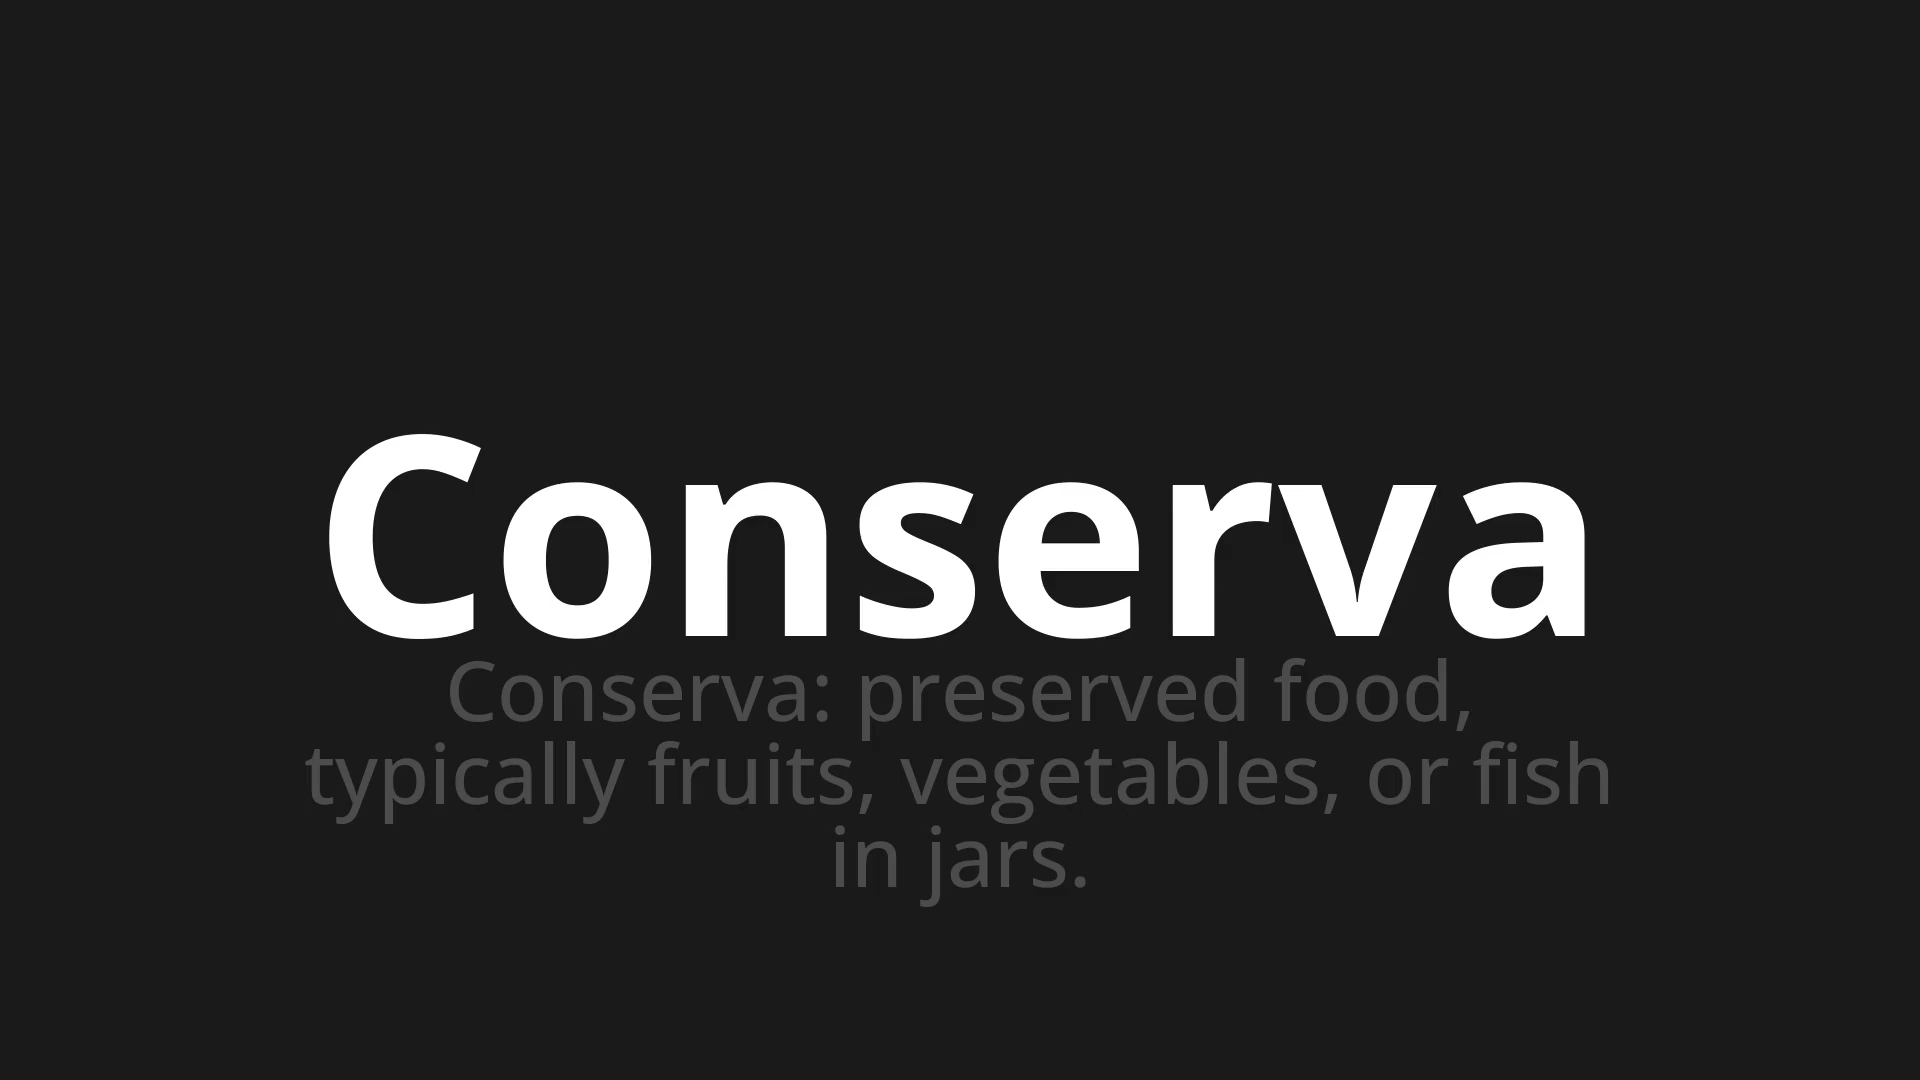 Conserva
Conserva: preserved food,
typically fruits, vegetables, or fish
in jars.